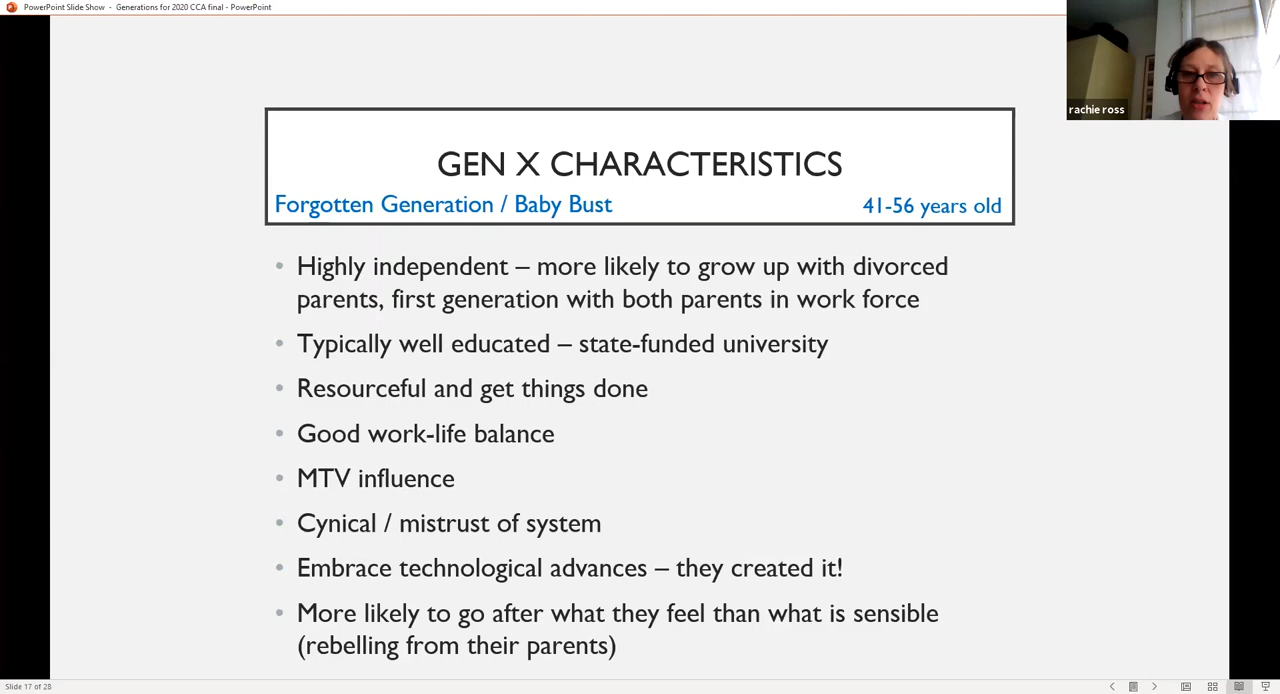 PowerPoint Slide Show - Generations for 2020 CCA final - PowerPoint
rachie ross
GEN X CHARACTERISTICS
Forgotten Generation / Baby Bust 41-56 years old
• Highly independent – more likely to grow up with divorced
parents, first generation with both parents in work force
• Typically well educated – state-funded university
• Resourceful and get things done
• Good work-life balance
• MTV influence
• Cynical / mistrust of system
• Embrace technological advances – they created it!
• More likely to go after what they feel than what is sensible
(rebelling from their parents)
Slide 17 of 28